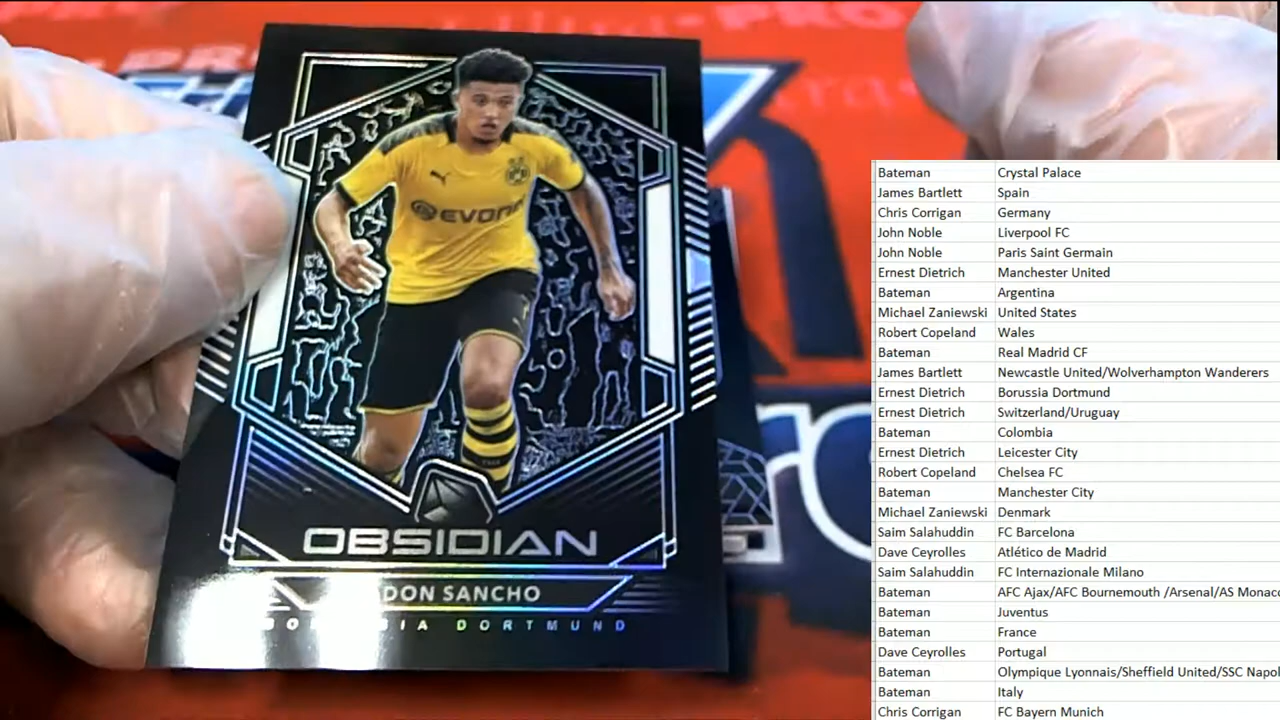 EVONI
OBSIDIAN
DON SANCHO
DORTMUND
Bateman Crystal Palace
James Bartlett Spain
Chris Corrigan Germany
John Noble Liverpool FC
John Noble Paris Saint Germain
Ernest Dietrich Manchester United
Bateman Argentina
Michael Zaniewski United States
Robert Copeland Wales
Bateman Real Madrid CF
James Bartlett Newcastle United/Wolverhampton Wanderers
Ernest Dietrich Borussia Dortmund
Ernest Dietrich Switzerland/Uruguay
Bateman Colombia
Ernest Dietrich Leicester City
Robert Copeland Chelsea FC
Bateman Manchester City
Michael Zaniewski Denmark
Saim Salahuddin FC Barcelona
Dave Ceyrolles Atlético de Madrid
Saim Salahuddin FC Internazionale Milano
Bateman AFC Ajax/AFC Bournemouth /Arsenal/AS Monaco
Bateman Juventus
Bateman France
Dave Ceyrolles Portugal
Bateman Olympique Lyonnais/Sheffield United/SSC Napol
Bateman Italy
Chris Corrigan FC Bayern Munich